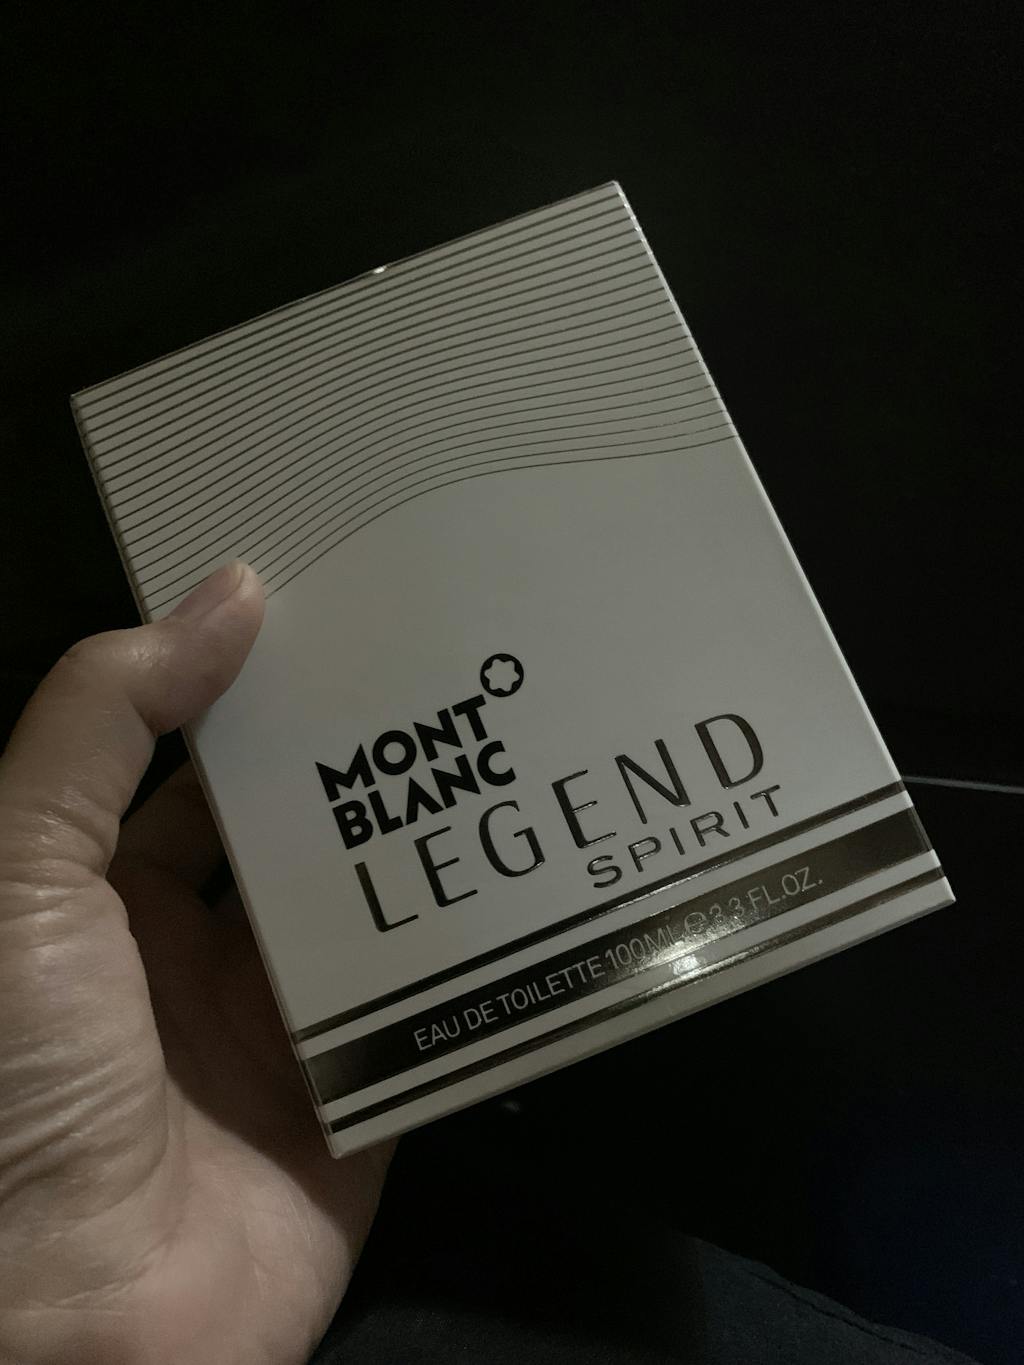 MONT
BLANC
LEGEND
SPIRIT
EAU DE TOILETTE 100ML ℮ 3.3 FL.OZ.